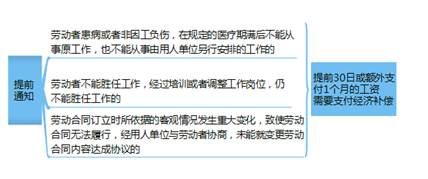 提前
通知
劳动者患病或者非因工负伤，在规定的医疗期满后不能从
事原工作，也不能从事由用人单位另行安排的工作的
劳动者不能胜任工作，经过培训或者调整工作岗位，仍
不能胜任工作的
劳动合同订立时所依据的客观情况发生重大变化，致使劳动
合同无法履行，经用人单位与劳动者协商，未能就变更劳动
合同内容达成协议的
提前30日或额外支
付1个月的工资
需要支付经济补偿